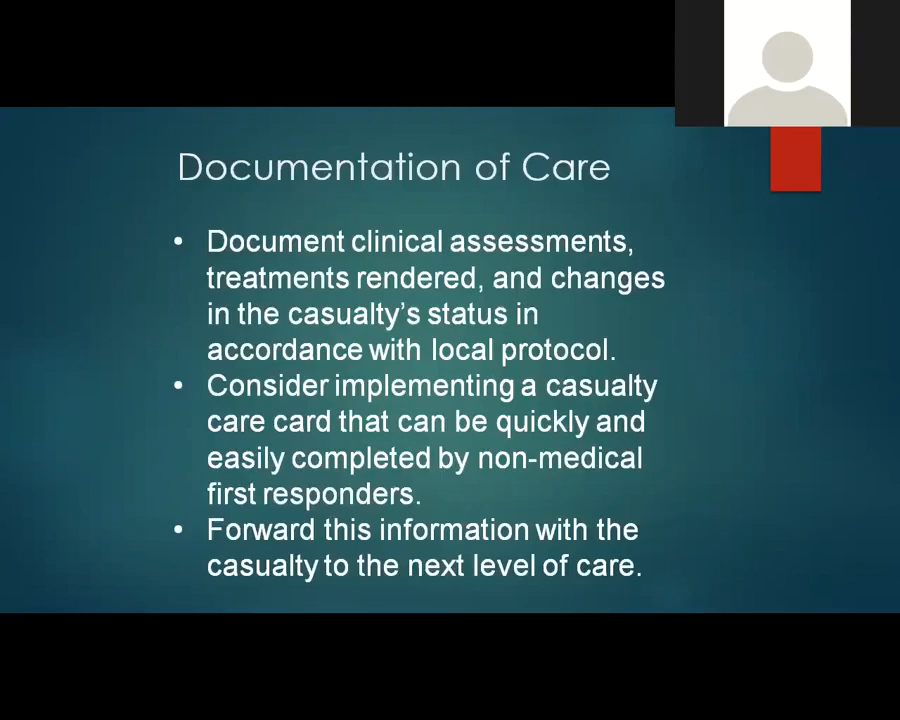 Documentation of Care
• Document clinical assessments,
treatments rendered, and changes
in the casualty’s status in
accordance with local protocol.
• Consider implementing a casualty
care card that can be quickly and
easily completed by non-medical
first responders.
• Forward this information with the
casualty to the next level of care.